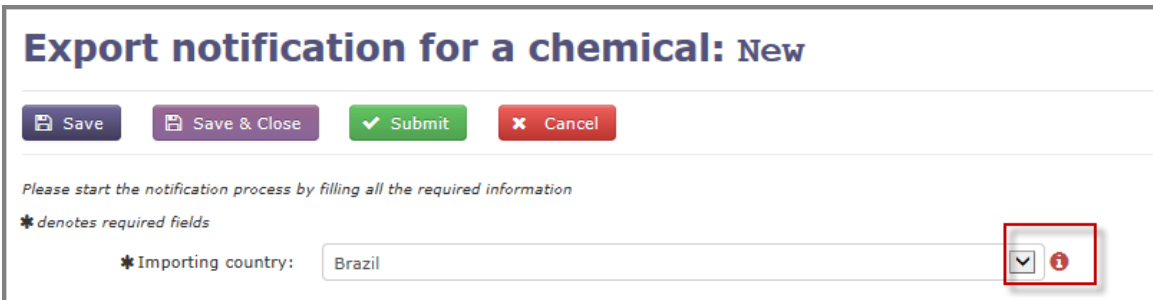 Export notification for a chemical: New
Save Save & Close Submit Cancel
Please start the notification process by filling all the required information
✱ denotes required fields
✱ Importing country: Brazil